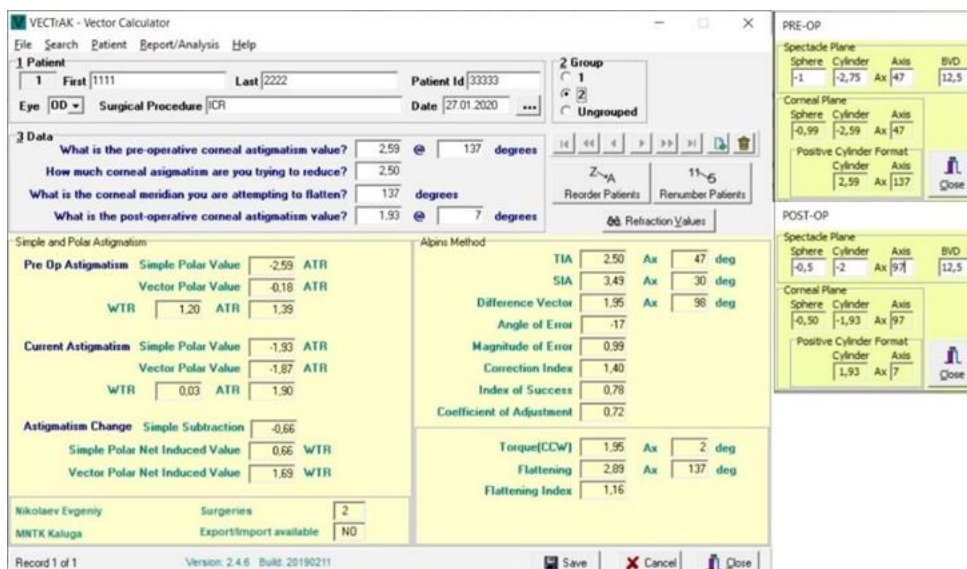 VECTrAK - Vector Calculator
File Search Patient Report/Analysis Help
1 Patient
1 First 1111 Last 2222 Patient Id 33333
Eye OD Surgical Procedure ICR Date 27.01.2020 ...
2 Group
1
2
Ungrouped
3 Data
What is the pre-operative corneal astigmatism value? 2,59 @ 137 degrees
How much corneal asigmatism are you trying to reduce? 2,50
What is the corneal meridian you are attempting to flatten? 137 degrees
What is the post-operative corneal astigmatism value? 1,93 @ 7 degrees
Z A 11 5
Reorder Patients Renumber Patients
Refraction Values
Simple and Polar Astigmatism
Pre Op Astigmatism Simple Polar Value -2,59 ATR
Vector Polar Value -0,18 ATR
WTR 1,20 ATR 1,39
Current Astigmatism Simple Polar Value -1,93 ATR
Vector Polar Value -1,87 ATR
WTR 0,03 ATR 1,90
Astigmatism Change Simple Subtraction -0,66
Simple Polar Net Induced Value 0,66 WTR
Vector Polar Net Induced Value 1,69 WTR
Nikolaev Evgeniy Surgeries 2
MNTK Kaluga Export/Import available NO
Alpins Method
TIA 2,50 Ax 47 deg
SIA 3,49 Ax 30 deg
Difference Vector 1,95 Ax 98 deg
Angle of Error -17
Magnitude of Error 0,99
Correction Index 1,40
Index of Success 0,78
Coefficient of Adjustment 0,72
Torque(CCW) 1,95 Ax 2 deg
Flattening 2,89 Ax 137 deg
Flattening Index 1,16
Record 1 of 1 Version: 2.4.6 Build: 20190211 Save Cancel Close
PRE-OP
Spectacle Plane
Sphere Cylinder Axis BVD
-1 -2,75 Ax 47 12,5
Corneal Plane
Sphere Cylinder Axis
-0,99 -2,59 Ax 47
Positive Cylinder Format
Cylinder Axis
2,59 Ax 137
Close
POST-OP
Spectacle Plane
Sphere Cylinder Axis BVD
-0,5 -2 Ax 97 12,5
Corneal Plane
Sphere Cylinder Axis
-0,50 -1,93 Ax 97
Positive Cylinder Format
Cylinder Axis
1,93 Ax 7
Close